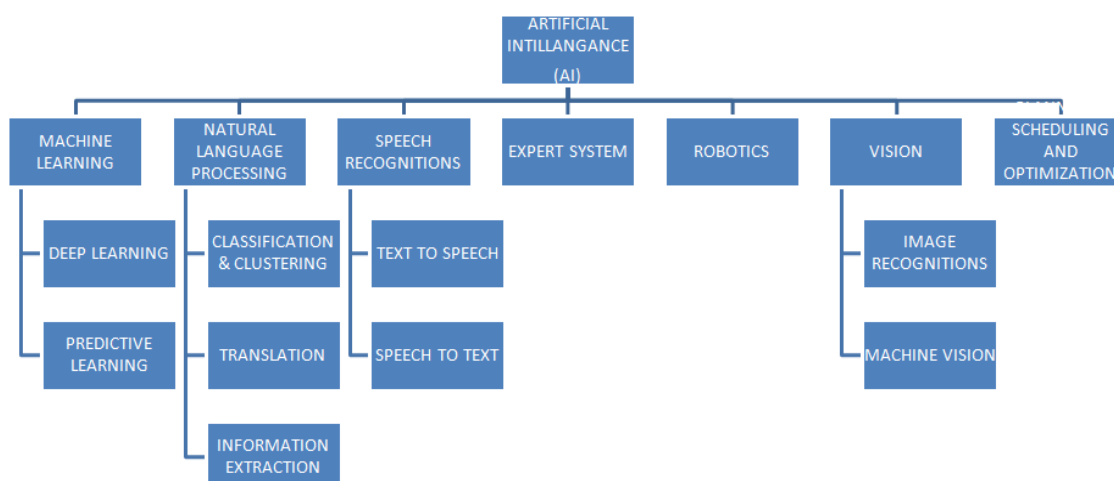 ARTIFICIAL
INTILLANGANCE
(AI)
MACHINE
LEARNING
NATURAL
LANGUAGE
PROCESSING
SPEECH
RECOGNITIONS
EXPERT SYSTEM
ROBOTICS
VISION
SCHEDULING
AND
OPTIMIZATION
DEEP LEARNING
PREDICTIVE
LEARNING
CLASSIFICATION
& CLUSTERING
TRANSLATION
INFORMATION
EXTRACTION
TEXT TO SPEECH
SPEECH TO TEXT
IMAGE
RECOGNITIONS
MACHINE VISION